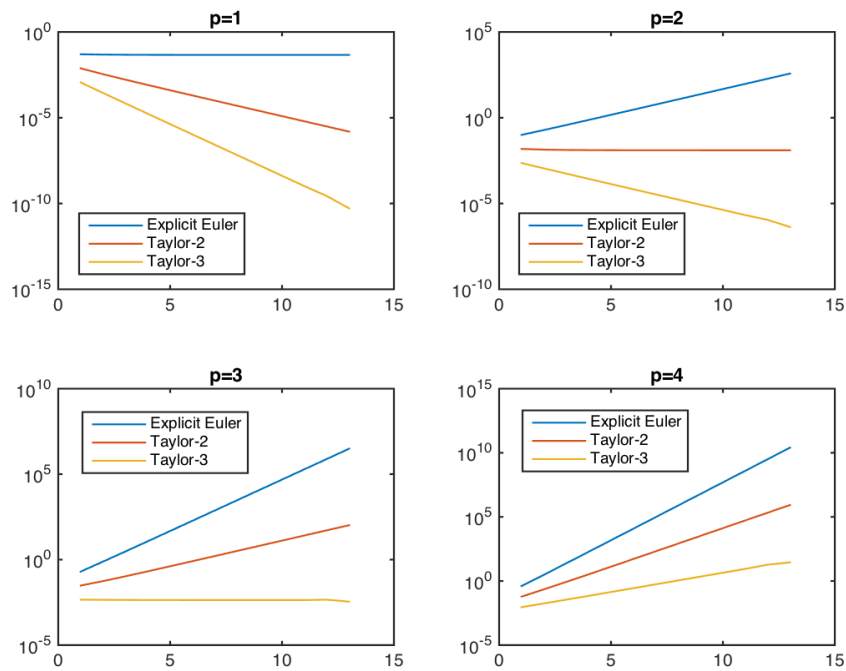 p=1
10^0
10^-5
10^-10
10^-15
Explicit Euler
Taylor-2
Taylor-3
0 5 10 15
p=2
10^5
10^0
10^-5
10^-10
Explicit Euler
Taylor-2
Taylor-3
0 5 10 15
p=3
10^10
10^5
10^0
10^-5
Explicit Euler
Taylor-2
Taylor-3
0 5 10 15
p=4
10^15
10^10
10^5
10^0
10^-5
Explicit Euler
Taylor-2
Taylor-3
0 5 10 15